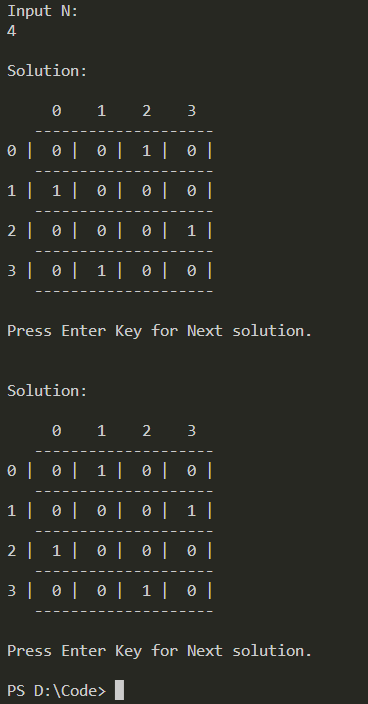 Input N:
4
Solution:
0 1 2 3
---------------------
0 | 0 | 0 | 1 | 0 |
---------------------
1 | 1 | 0 | 0 | 0 |
---------------------
2 | 0 | 0 | 0 | 1 |
---------------------
3 | 0 | 1 | 0 | 0 |
---------------------
Press Enter Key for Next solution.
Solution:
0 1 2 3
---------------------
0 | 0 | 1 | 0 | 0 |
---------------------
1 | 0 | 0 | 0 | 1 |
---------------------
2 | 1 | 0 | 0 | 0 |
---------------------
3 | 0 | 0 | 1 | 0 |
---------------------
Press Enter Key for Next solution.
PS D:\Code>